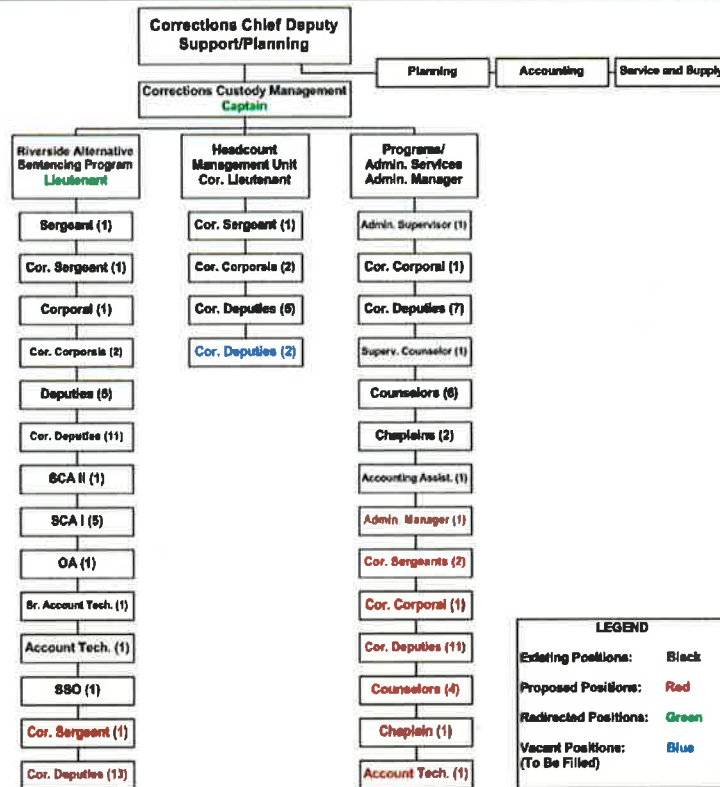 Corrections Chief Deputy
Support/Planning
Planning
Accounting
Service and Supply
Corrections Custody Management
Captain
Riverside Alternative
Sentencing Program
Lieutenant
Sergeant (1)
Cor. Sergeant (1)
Corporal (1)
Cor. Corporals (2)
Deputies (6)
Cor. Deputies (11)
SCA II (1)
SCA I (5)
OA (1)
Sr. Account Tech. (1)
Account Tech. (1)
SSO (1)
Cor. Sergeant (1)
Cor. Deputies (13)
Headcount
Management Unit
Cor. Lieutenant
Cor. Sergeant (1)
Cor. Corporals (2)
Cor. Deputies (6)
Cor. Deputies (2)
Programs/
Admin. Services
Admin. Manager
Admin. Supervisor (1)
Cor. Corporal (1)
Cor. Deputies (7)
Superv. Counselor (1)
Counselors (6)
Chaplains (2)
Accounting Assist. (1)
Admin. Manager (1)
Cor. Sergeants (2)
Cor. Corporal (1)
Cor. Deputies (11)
Counselors (4)
Chaplain (1)
Account Tech. (1)
LEGEND
Existing Positions: Black
Proposed Positions: Red
Redirected Positions: Green
Vacant Positions: Blue
(To Be Filled)